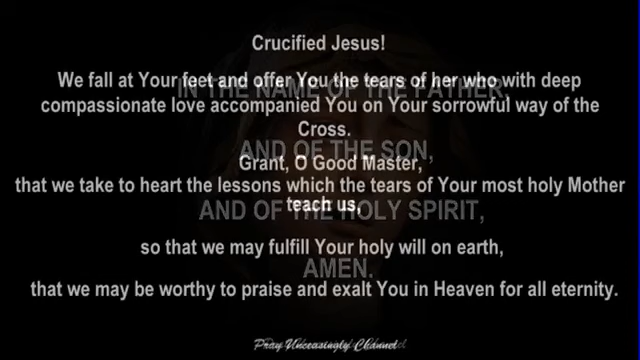 Crucified Jesus!
We fall at Your feet and offer You the tears of her who with deep
IN THE NAME OF THE FATHER,
compassionate love accompanied You on Your sorrowful way of the
Cross.
AND OF THE SON,
Grant, O Good Master,
that we take to heart the lessons which the tears of Your most holy Mother
teach us,
AND OF THE HOLY SPIRIT,
so that we may fulfill Your holy will on earth,
AMEN.
that we may be worthy to praise and exalt You in Heaven for all eternity.
Pray Unceasingly Channel